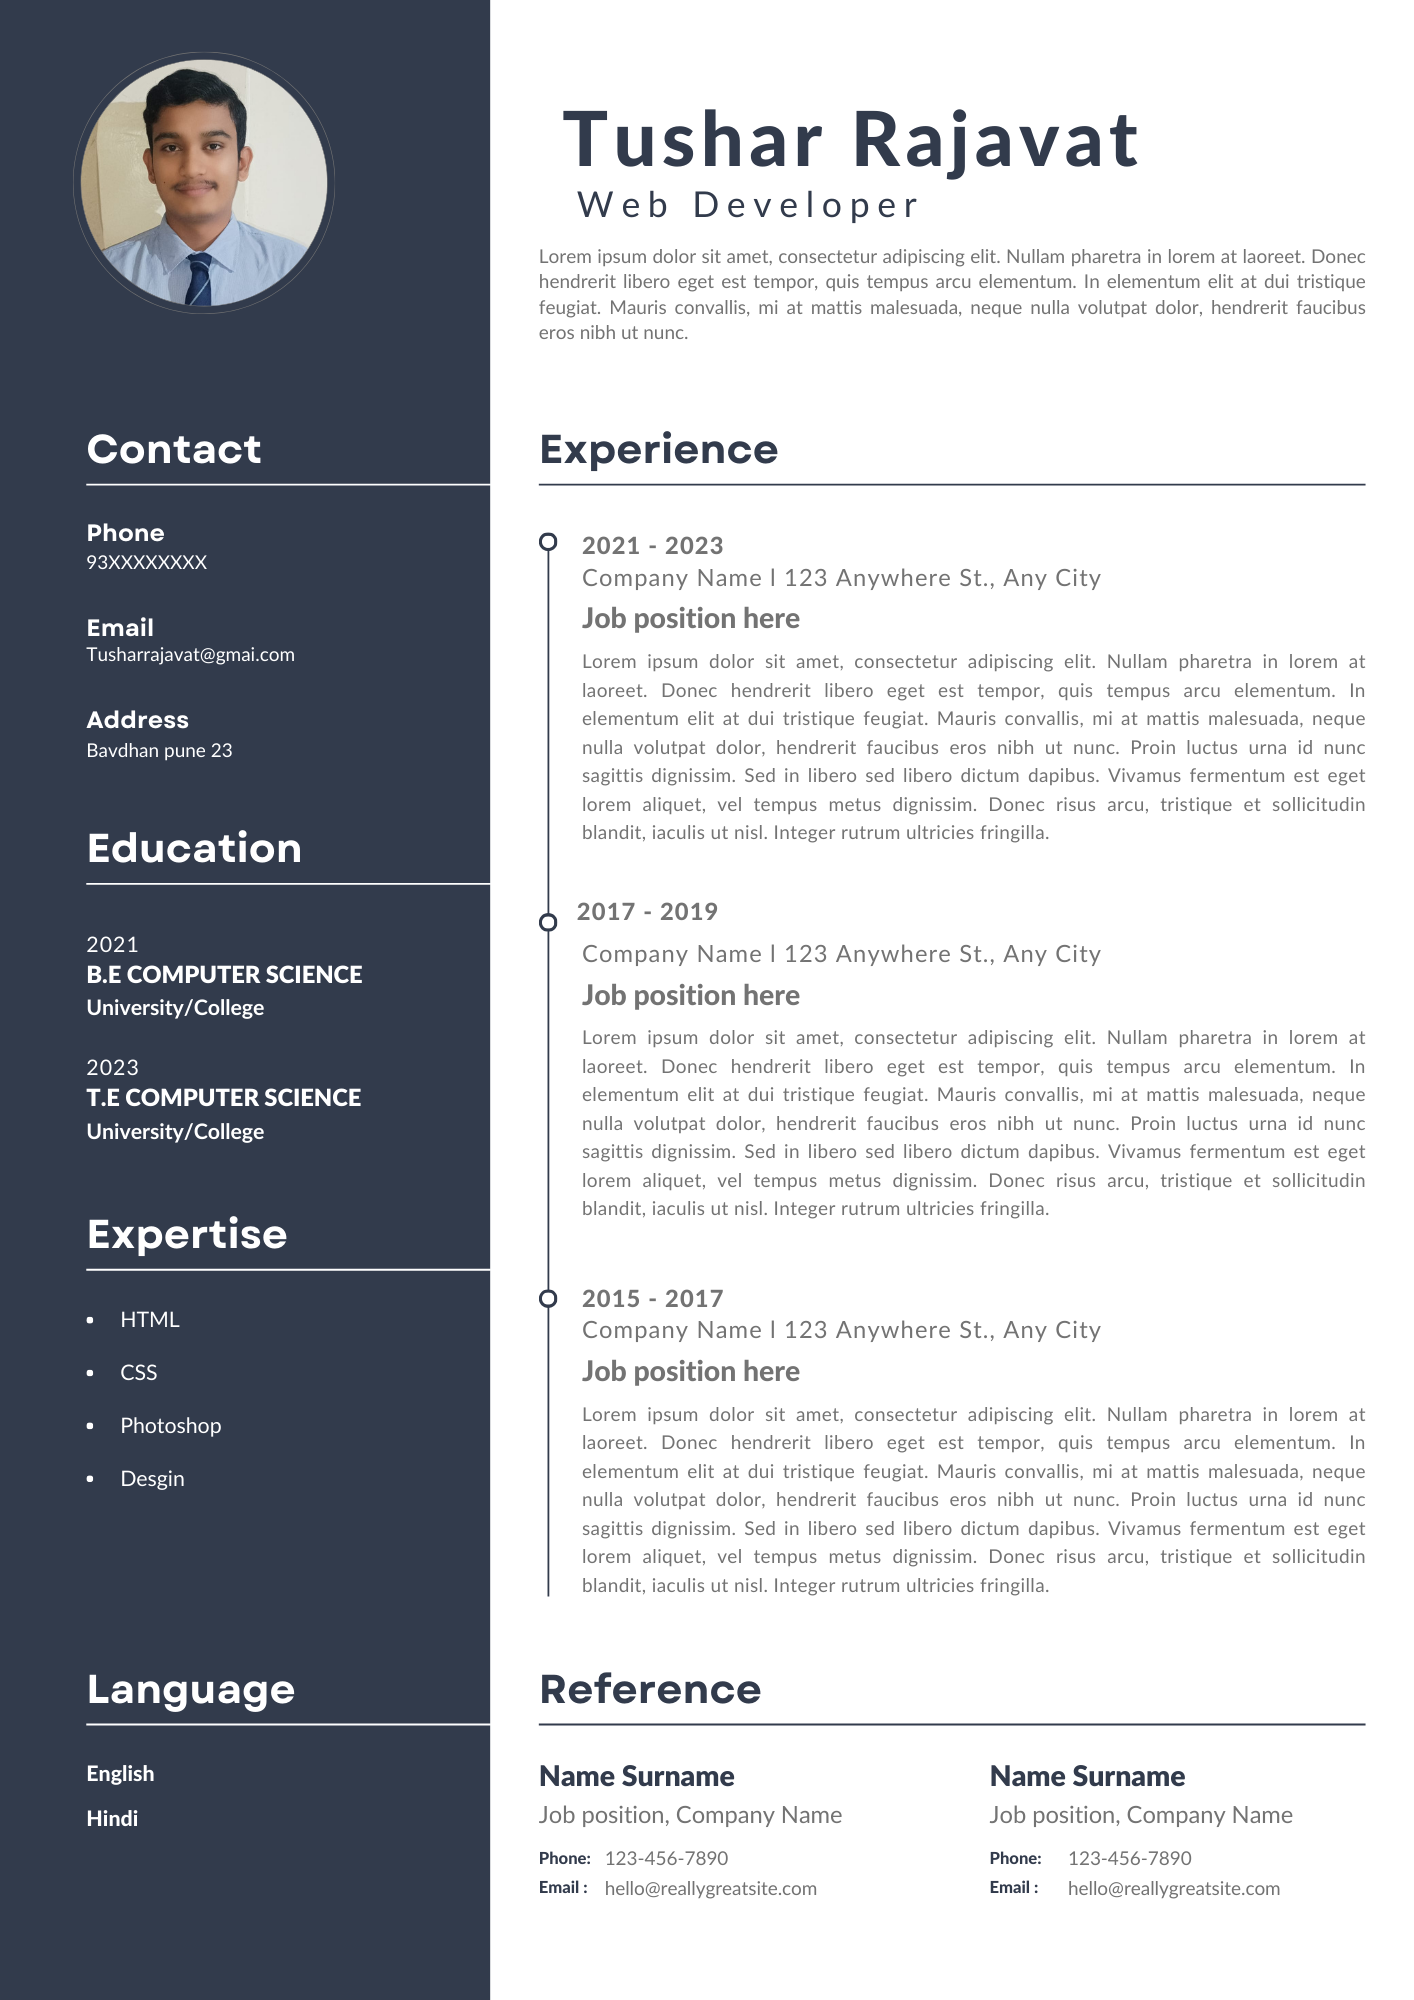 Tushar Rajavat
Web Developer
Lorem ipsum dolor sit amet, consectetur adipiscing elit. Nullam pharetra in lorem at laoreet. Donec
hendrerit libero eget est tempor, quis tempus arcu elementum. In elementum elit at dui tristique
feugiat. Mauris convallis, mi at mattis malesuada, neque nulla volutpat dolor, hendrerit faucibus
eros nibh ut nunc.
Contact
Phone
93XXXXXXXX
Email
Tusharrajavat@gmai.com
Address
Bavdhan pune 23
Education
2021
B.E COMPUTER SCIENCE
University/College
2023
T.E COMPUTER SCIENCE
University/College
Expertise
• HTML
• CSS
• Photoshop
• Desgin
Language
English
Hindi
Experience
2021 - 2023
Company Name l 123 Anywhere St., Any City
Job position here
Lorem ipsum dolor sit amet, consectetur adipiscing elit. Nullam pharetra in lorem at
laoreet. Donec hendrerit libero eget est tempor, quis tempus arcu elementum. In
elementum elit at dui tristique feugiat. Mauris convallis, mi at mattis malesuada, neque
nulla volutpat dolor, hendrerit faucibus eros nibh ut nunc. Proin luctus urna id nunc
sagittis dignissim. Sed in libero sed libero dictum dapibus. Vivamus fermentum est eget
lorem aliquet, vel tempus metus dignissim. Donec risus arcu, tristique et sollicitudin
blandit, iaculis ut nisl. Integer rutrum ultricies fringilla.
2017 - 2019
Company Name l 123 Anywhere St., Any City
Job position here
Lorem ipsum dolor sit amet, consectetur adipiscing elit. Nullam pharetra in lorem at
laoreet. Donec hendrerit libero eget est tempor, quis tempus arcu elementum. In
elementum elit at dui tristique feugiat. Mauris convallis, mi at mattis malesuada, neque
nulla volutpat dolor, hendrerit faucibus eros nibh ut nunc. Proin luctus urna id nunc
sagittis dignissim. Sed in libero sed libero dictum dapibus. Vivamus fermentum est eget
lorem aliquet, vel tempus metus dignissim. Donec risus arcu, tristique et sollicitudin
blandit, iaculis ut nisl. Integer rutrum ultricies fringilla.
2015 - 2017
Company Name l 123 Anywhere St., Any City
Job position here
Lorem ipsum dolor sit amet, consectetur adipiscing elit. Nullam pharetra in lorem at
laoreet. Donec hendrerit libero eget est tempor, quis tempus arcu elementum. In
elementum elit at dui tristique feugiat. Mauris convallis, mi at mattis malesuada, neque
nulla volutpat dolor, hendrerit faucibus eros nibh ut nunc. Proin luctus urna id nunc
sagittis dignissim. Sed in libero sed libero dictum dapibus. Vivamus fermentum est eget
lorem aliquet, vel tempus metus dignissim. Donec risus arcu, tristique et sollicitudin
blandit, iaculis ut nisl. Integer rutrum ultricies fringilla.
Reference
Name Surname
Job position, Company Name
Phone: 123-456-7890
Email : hello@reallygreatsite.com
Name Surname
Job position, Company Name
Phone: 123-456-7890
Email : hello@reallygreatsite.com